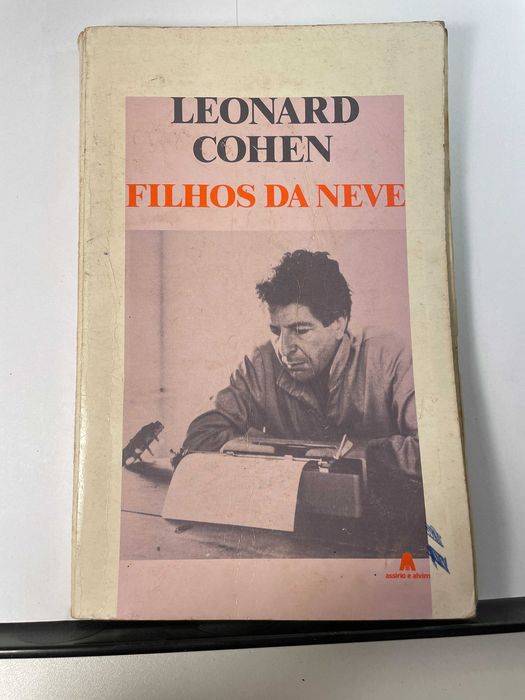 LEONARD
COHEN
FILHOS DA NEVE
assírio e alvim